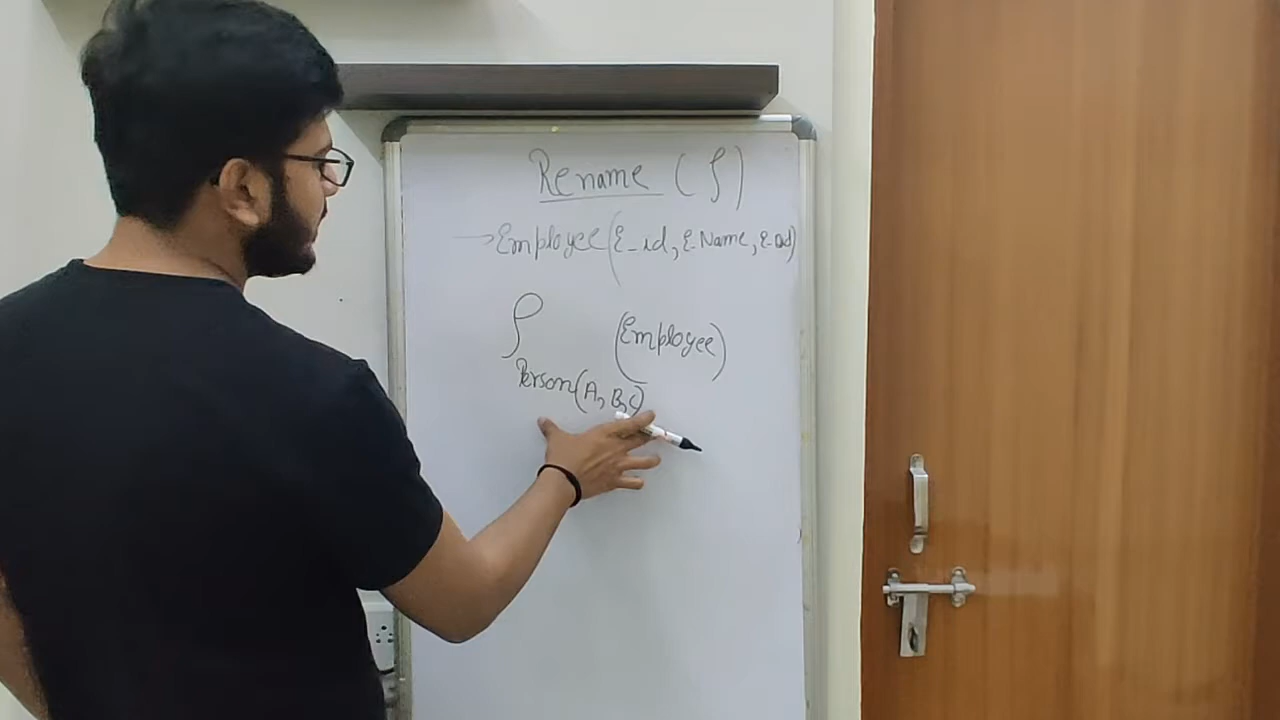 Rename (ρ)
→ Employee (E_id, E_Name, E_Add)
ρ Person(A, B, C) (Employee)